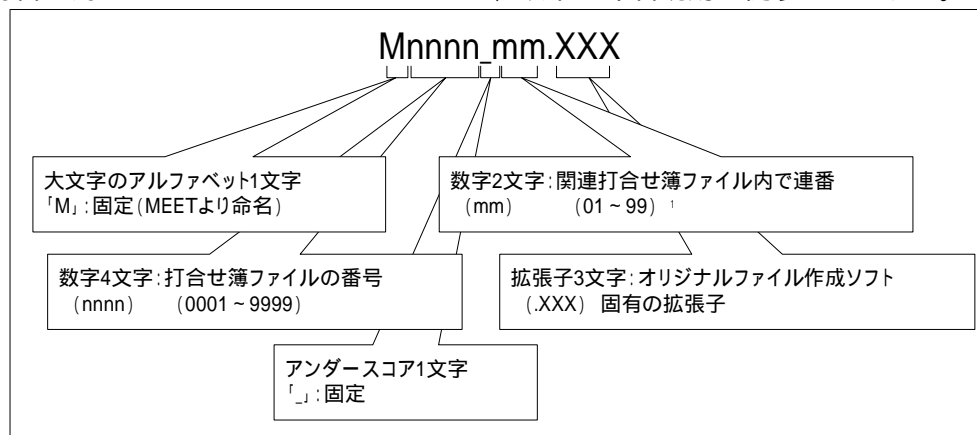 Mnnnn_mm.XXX
大文字のアルファベット1文字
「M」:固定(MEETより命名)
数字2文字:関連打合せ簿ファイル内で連番
(mm) (01~99) 1
数字4文字:打合せ簿ファイルの番号
(nnnn) (0001~9999)
拡張子3文字:オリジナルファイル作成ソフト
(.XXX) 固有の拡張子
アンダースコア1文字
「_」:固定